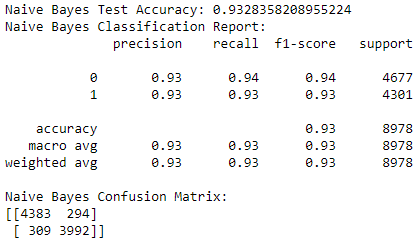 Naive Bayes Test Accuracy: 0.9328358208955224
Naive Bayes Classification Report:
              precision    recall  f1-score   support

           0       0.93      0.94      0.94      4677
           1       0.93      0.93      0.93      4301

    accuracy                           0.93      8978
   macro avg       0.93      0.93      0.93      8978
weighted avg       0.93      0.93      0.93      8978

Naive Bayes Confusion Matrix:
[[4383  294]
 [ 309 3992]]